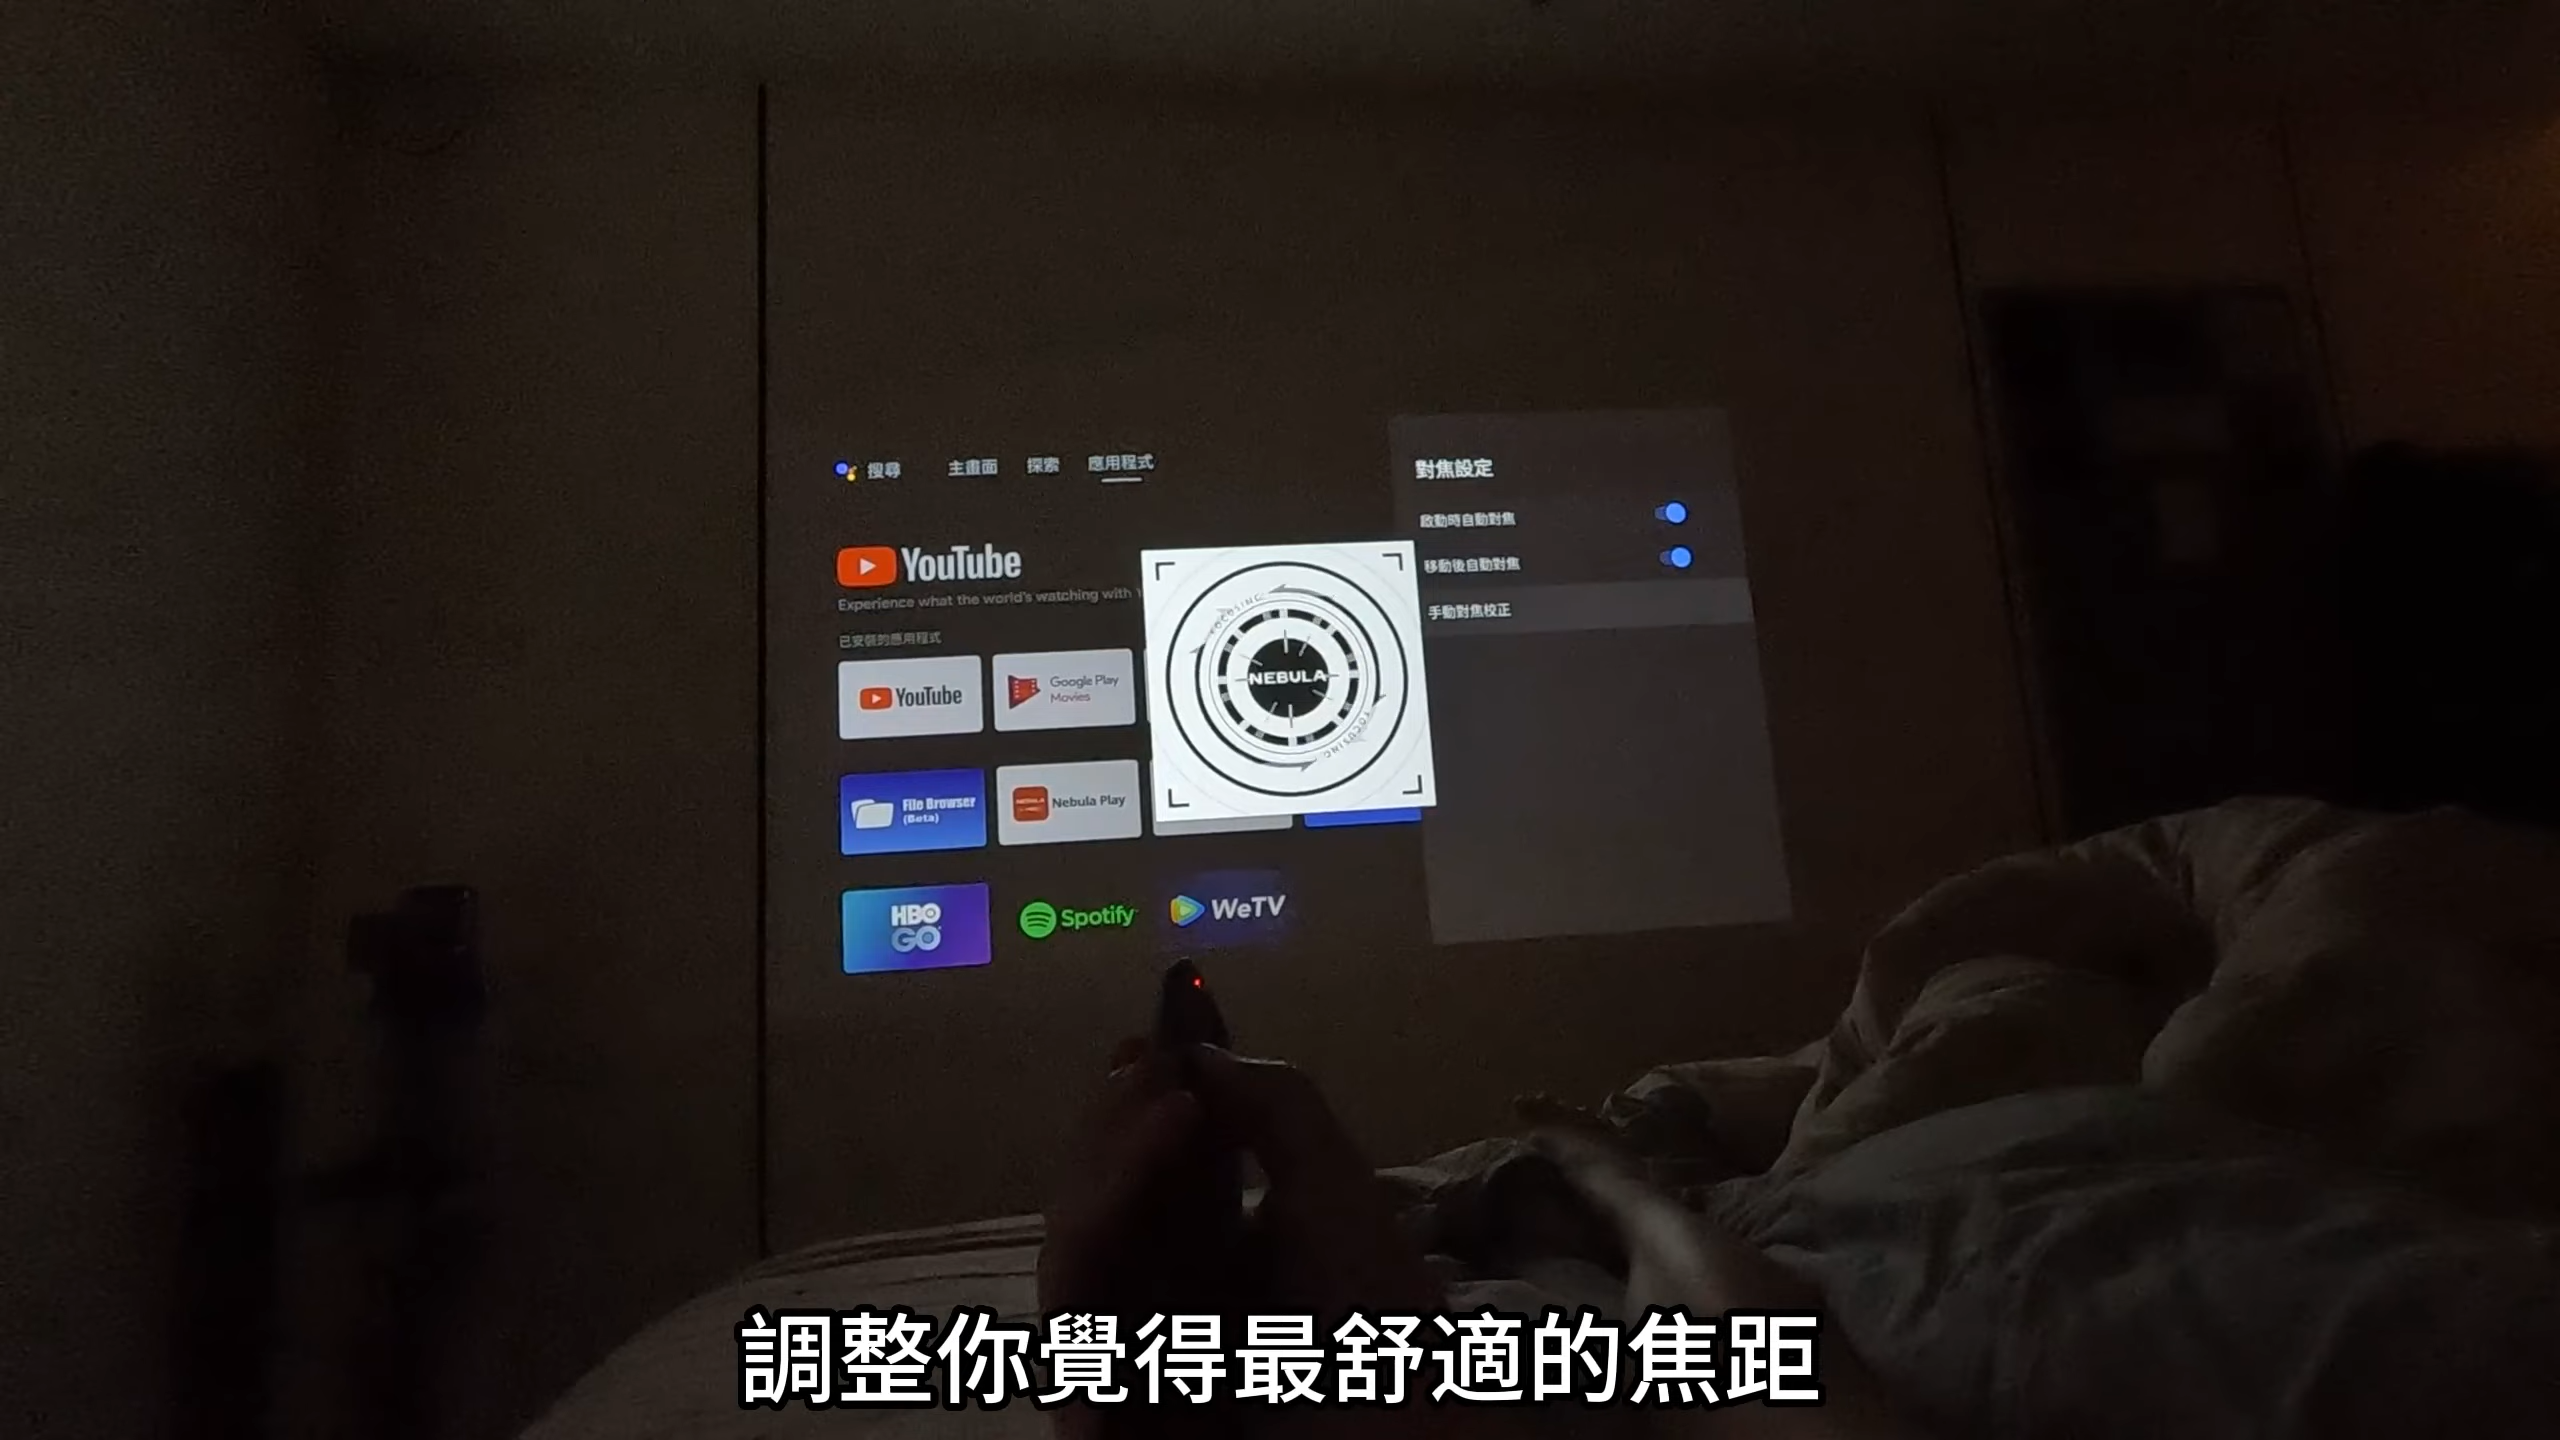 搜尋 主畫面 探索 應用程式
YouTube
Experience what the world's watching with
已安裝的應用程式
YouTube
Google Play
Movies
File Browser
(Beta)
Nebula Play
HBO
GO
Spotify
WeTV
FOCUSING
NEBULA
FOCUSING
對焦設定
啟動時自動對焦
移動後自動對焦
手動對焦校正
調整你覺得最舒適的焦距